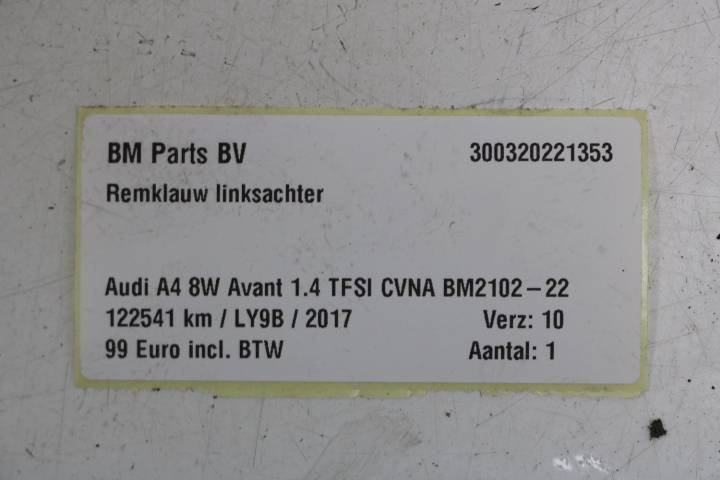 BM Parts BV 300320221353
Remklauw linksachter
Audi A4 8W Avant 1.4 TFSI CVNA BM2102-22
122541 km / LY9B / 2017 Verz: 10
99 Euro incl. BTW Aantal: 1